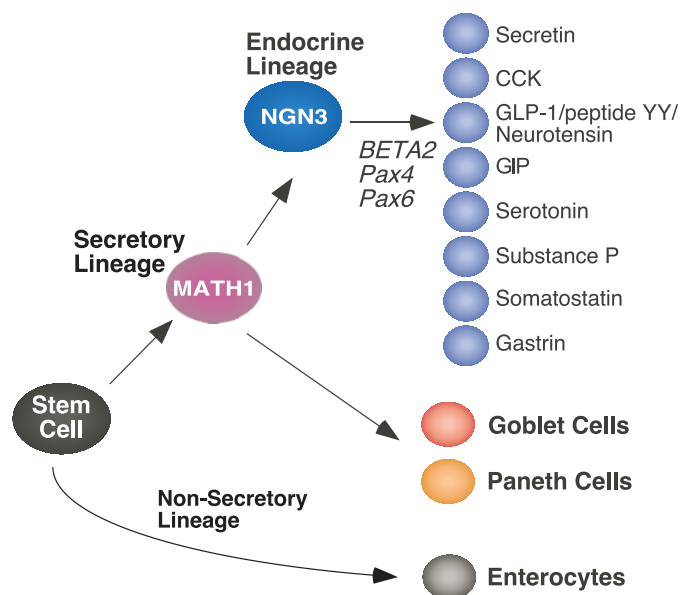 Endocrine
Lineage
NGN3
BETA2
Pax4
Pax6
Secretin
CCK
GLP-1/peptide YY/
Neurotensin
GIP
Serotonin
Substance P
Somatostatin
Gastrin
Secretory
Lineage
MATH1
Stem
Cell
Goblet Cells
Paneth Cells
Non-Secretory
Lineage
Enterocytes